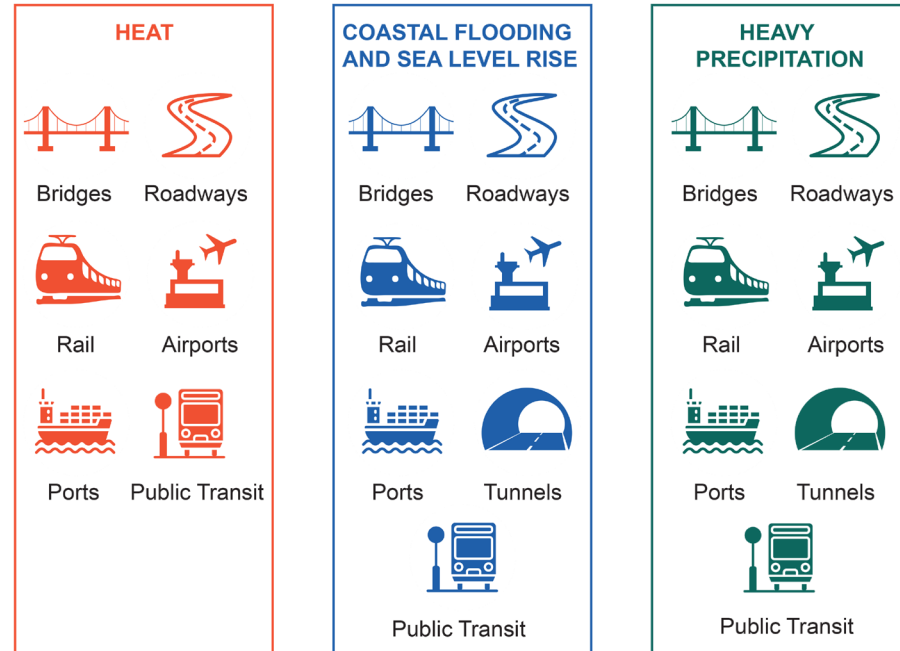 HEAT
Bridges Roadways
Rail Airports
Ports Public Transit
COASTAL FLOODING
AND SEA LEVEL RISE
Bridges Roadways
Rail Airports
Ports Tunnels
Public Transit
HEAVY
PRECIPITATION
Bridges Roadways
Rail Airports
Ports Tunnels
Public Transit